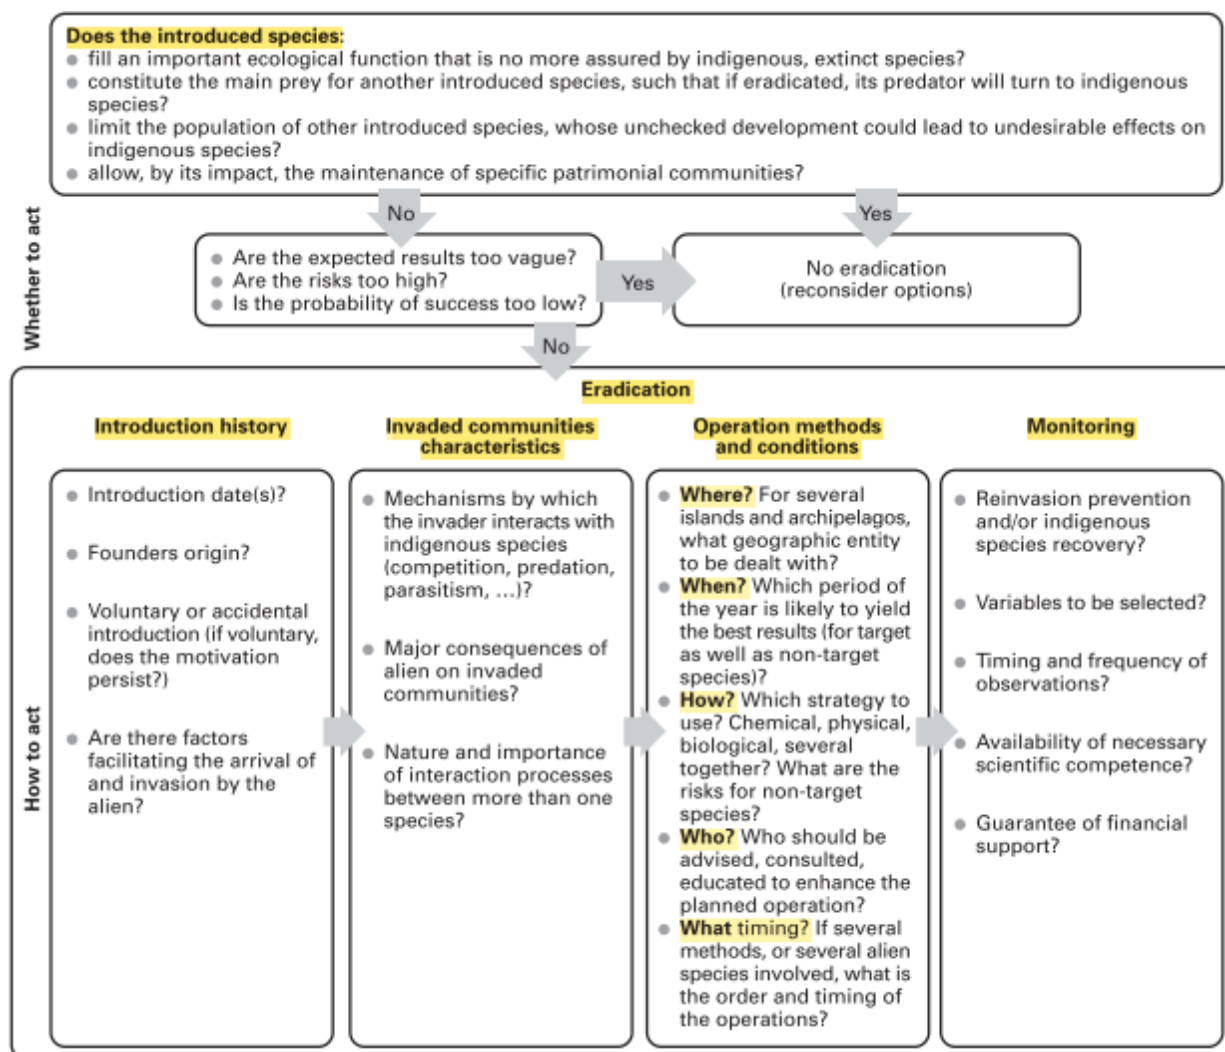 Does the introduced species:
● fill an important ecological function that is no more assured by indigenous, extinct species?
● constitute the main prey for another introduced species, such that if eradicated, its predator will turn to indigenous
species?
● limit the population of other introduced species, whose unchecked development could lead to undesirable effects on
indigenous species?
● allow, by its impact, the maintenance of specific patrimonial communities?
Whether to act
No
Yes
● Are the expected results too vague?
● Are the risks too high?
● Is the probability of success too low?
Yes
No eradication
(reconsider options)
No
How to act
Eradication
Introduction history
● Introduction date(s)?
● Founders origin?
● Voluntary or accidental
introduction (if voluntary,
does the motivation
persist?)
● Are there factors
facilitating the arrival of
and invasion by the
alien?
Invaded communities
characteristics
● Mechanisms by which
the invader interacts with
indigenous species
(competition, predation,
parasitism, …)?
● Major consequences of
alien on invaded
communities?
● Nature and importance
of interaction processes
between more than one
species?
Operation methods
and conditions
● Where? For several
islands and archipelagos,
what geographic entity
to be dealt with?
● When? Which period of
the year is likely to yield
the best results (for target
as well as non-target
species)?
● How? Which strategy to
use? Chemical, physical,
biological, several
together? What are the
risks for non-target
species?
● Who? Who should be
advised, consulted,
educated to enhance the
planned operation?
● What timing? If several
methods, or several alien
species involved, what is
the order and timing of
the operations?
Monitoring
● Reinvasion prevention
and/or indigenous
species recovery?
● Variables to be selected?
● Timing and frequency of
observations?
● Availability of necessary
scientific competence?
● Guarantee of financial
support?